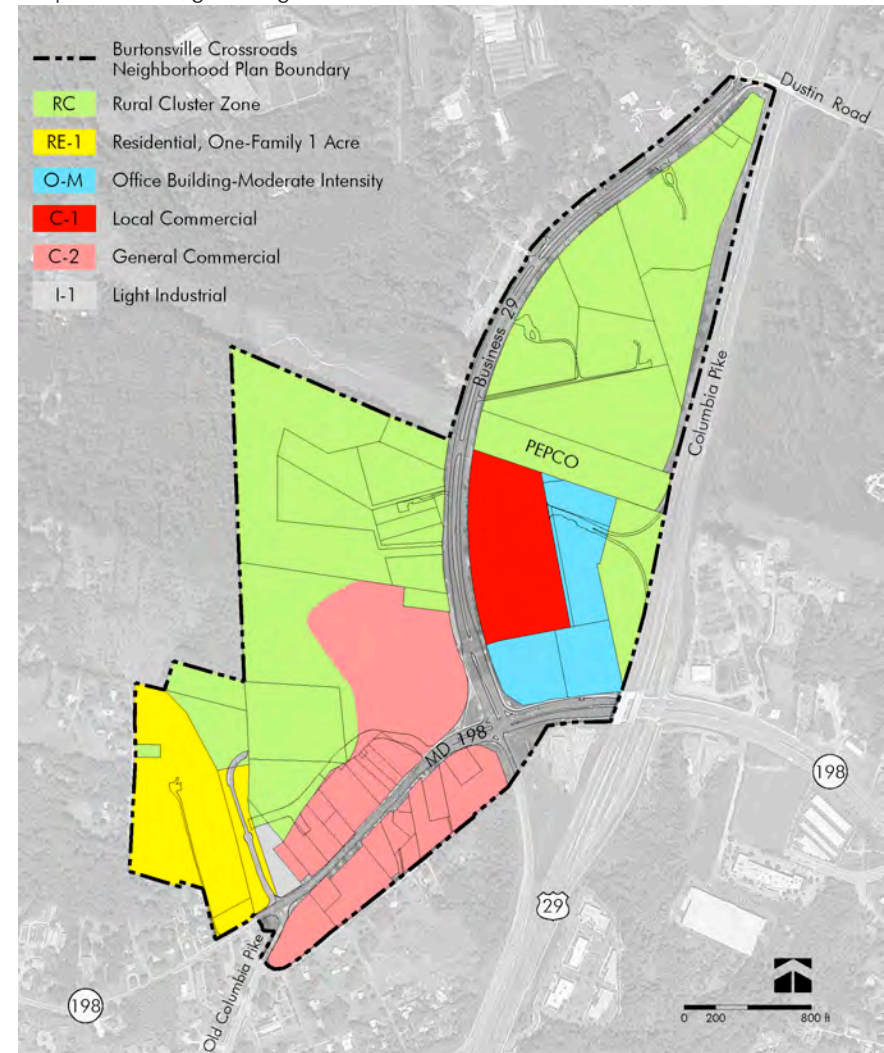 Burtonsville Crossroads
Neighborhood Plan Boundary
RC Rural Cluster Zone
RE-1 Residential, One-Family 1 Acre
O-M Office Building-Moderate Intensity
C-1 Local Commercial
C-2 General Commercial
I-1 Light Industrial
Dustin Road
Business 29
Columbia Pike
PEPCO
MD 198
198
29
Old Columbia Pike
198
0 200 800 ft